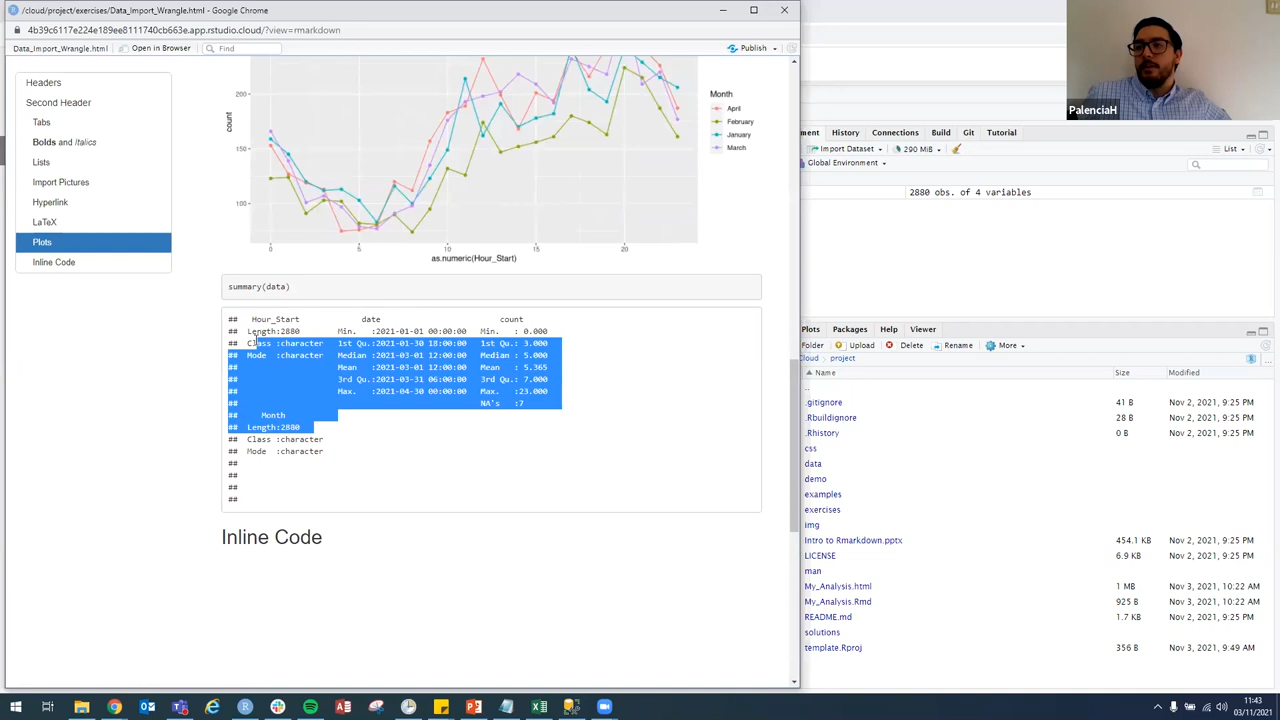 /cloud/project/exercises/Data_Import_Wrangle.html - Google Chrome
4b39c6117e224e189ee8111740cb663e.app.rstudio.cloud/?view=rmarkdown
Data_Import_Wrangle.html Open in Browser Find Publish
Headers
Second Header
Tabs
Bolds and Italics
Lists
Import Pictures
Hyperlink
LaTeX
Plots
Inline Code
200
150
100
count
0 5 10 15 20
as.numeric(Hour_Start)
Month
April
February
January
March
summary(data)
## Hour_Start date count
## Length:2880 Min. :2021-01-01 00:00:00 Min. : 0.000
## Class :character 1st Qu.:2021-01-30 18:00:00 1st Qu.: 3.000
## Mode :character Median :2021-03-01 12:00:00 Median : 5.000
## Mean :2021-03-01 12:00:00 Mean : 5.365
## 3rd Qu.:2021-03-31 06:00:00 3rd Qu.: 7.000
## Max. :2021-04-30 00:00:00 Max. :23.000
## NA's :7
## Month
## Length:2880
## Class :character
## Mode :character
##
##
##
##
Inline Code
PalenciaH
ment History Connections Build Git Tutorial
Import Dataset 290 MiB List
Global Environment
2880 obs. of 4 variables
Plots Packages Help Viewer
Folder Upload Delete Rename More
Cloud project
Name Size Modified
..
.gitignore 41 B Nov 2, 2021, 9:25 PM
.Rbuildignore 28 B Nov 2, 2021, 9:25 PM
.Rhistory 0 B Nov 2, 2021, 9:25 PM
css
data
demo
examples
exercises
img
Intro to Rmarkdown.pptx 454.1 KB Nov 2, 2021, 9:25 PM
LICENSE 6.9 KB Nov 2, 2021, 9:25 PM
man
My_Analysis.html 1 MB Nov 3, 2021, 10:22 AM
My_Analysis.Rmd 925 B Nov 3, 2021, 10:22 AM
README.md 1.7 KB Nov 2, 2021, 9:25 PM
solutions
template.Rproj 356 B Nov 3, 2021, 9:49 AM
11:43
03/11/2021